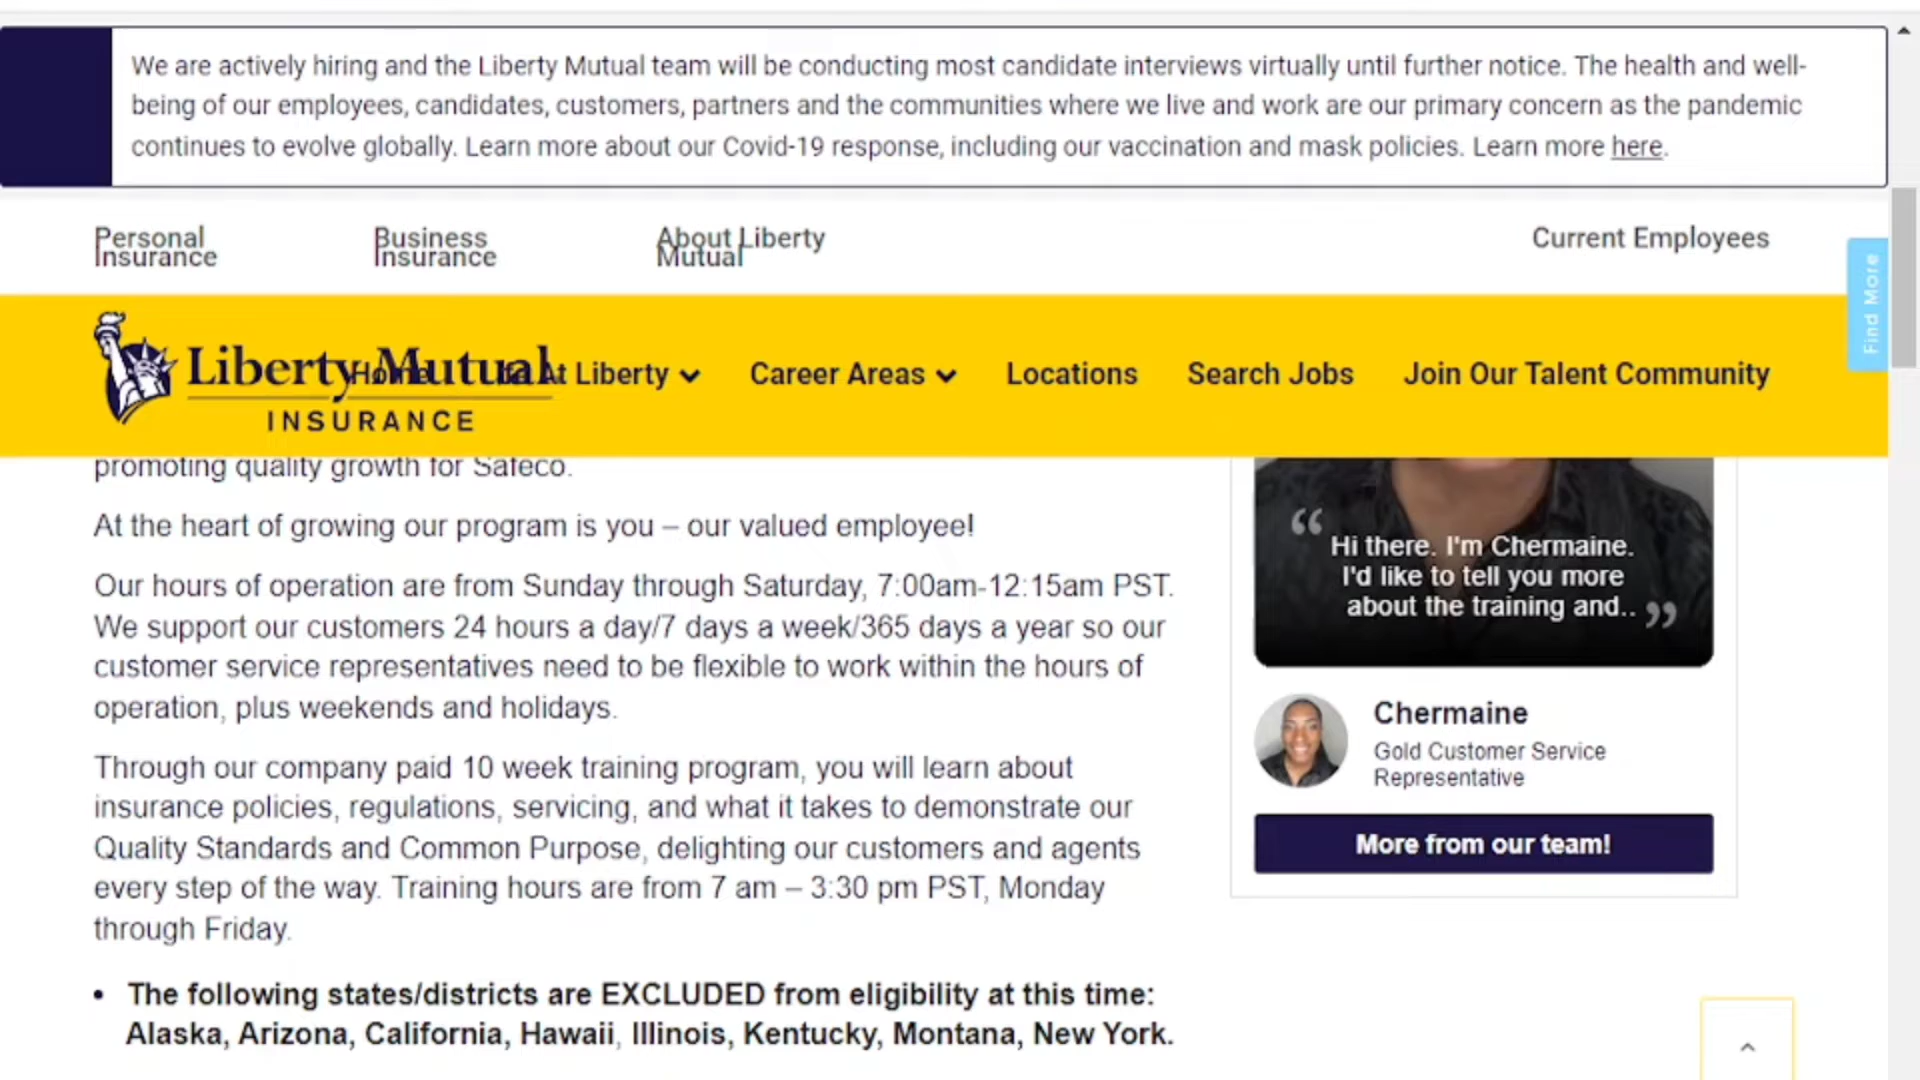 We are actively hiring and the Liberty Mutual team will be conducting most candidate interviews virtually until further notice. The health and well-
being of our employees, candidates, customers, partners and the communities where we live and work are our primary concern as the pandemic
continues to evolve globally. Learn more about our Covid-19 response, including our vaccination and mask policies. Learn more here.
Personal
Insurance
Business
Insurance
About Liberty
Mutual
Current Employees
Find More
Liberty Mutual
INSURANCE
Home
At Liberty
Career Areas
Locations
Search Jobs
Join Our Talent Community
promoting quality growth for Safeco.
At the heart of growing our program is you – our valued employee!
Our hours of operation are from Sunday through Saturday, 7:00am-12:15am PST.
We support our customers 24 hours a day/7 days a week/365 days a year so our
customer service representatives need to be flexible to work within the hours of
operation, plus weekends and holidays.
Through our company paid 10 week training program, you will learn about
insurance policies, regulations, servicing, and what it takes to demonstrate our
Quality Standards and Common Purpose, delighting our customers and agents
every step of the way. Training hours are from 7 am – 3:30 pm PST, Monday
through Friday.
• The following states/districts are EXCLUDED from eligibility at this time:
Alaska, Arizona, California, Hawaii, Illinois, Kentucky, Montana, New York.
“ Hi there. I'm Chermaine.
I'd like to tell you more
about the training and.. ”
Chermaine
Gold Customer Service
Representative
More from our team!